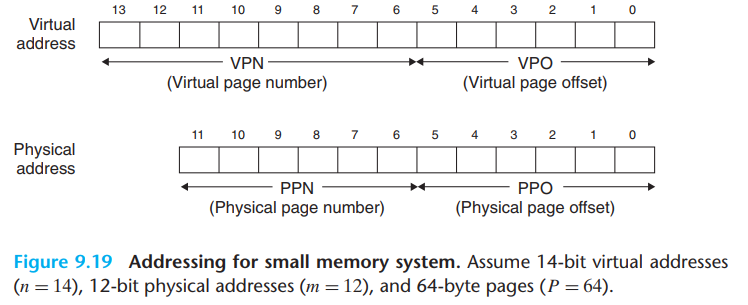 13 12 11 10 9 8 7 6 5 4 3 2 1 0
Virtual
address
VPN VPO
(Virtual page number) (Virtual page offset)
11 10 9 8 7 6 5 4 3 2 1 0
Physical
address
PPN PPO
(Physical page number) (Physical page offset)
Figure 9.19 Addressing for small memory system. Assume 14-bit virtual addresses
(n = 14), 12-bit physical addresses (m = 12), and 64-byte pages (P = 64).